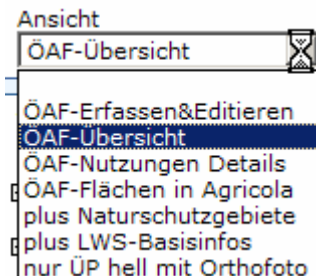 Ansicht
ÖAF-Übersicht
ÖAF-Erfassen&Editieren
ÖAF-Übersicht
ÖAF-Nutzungen Details
ÖAF-Flächen in Agricola
plus Naturschutzgebiete
plus LWS-Basisinfos
nur ÜP hell mit Orthofoto